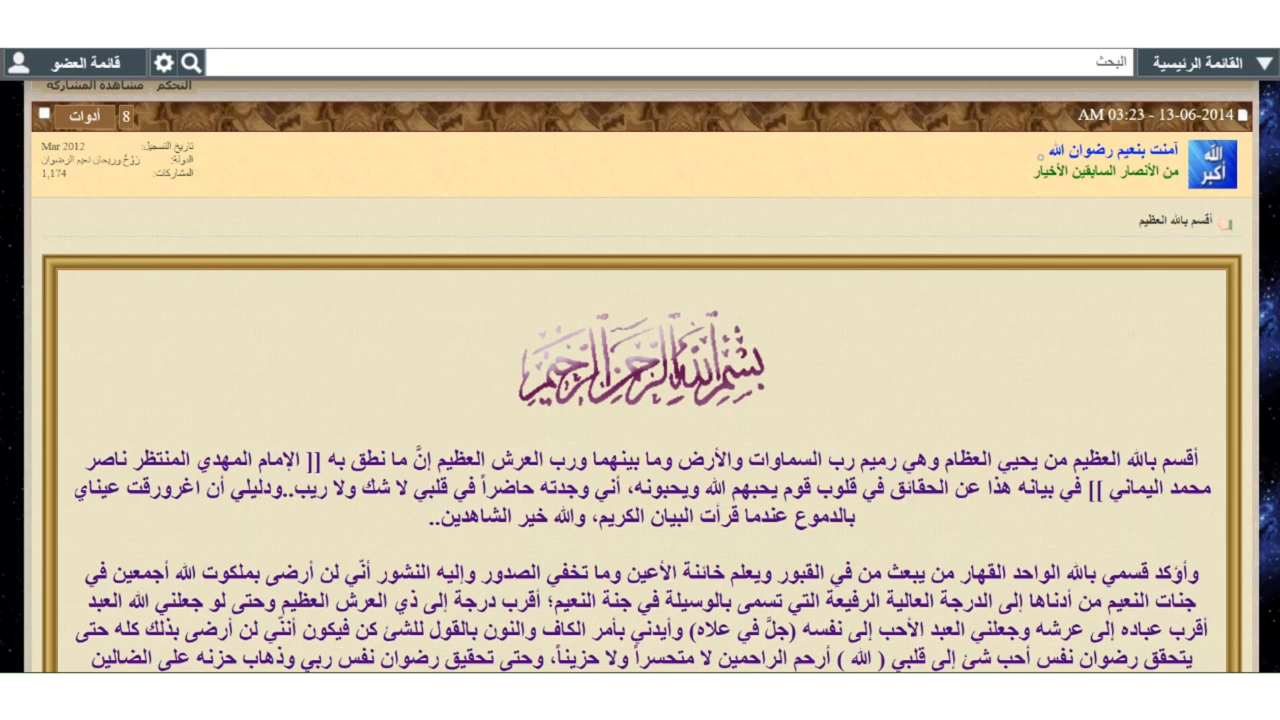 القائمة الرئيسية
البحث
قائمة العضو
التحكم مشاهدة المشاركة
13-06-2014 - 03:23 AM
8
أدوات
الله أكبر
آمنت بنعيم رضوان الله
من الأنصار السابقين الأخيار
تاريخ التسجيل: Mar 2012
الدولة: رَوْحٌ وريحان نعيم الرضوان
المشاركات: 1,174
أقسم بالله العظيم
بسم الله الرحمن الرحيم
أقسم بالله العظيم من يحيي العظام وهي رميم رب السماوات والأرض وما بينهما ورب العرش العظيم إنَّ ما نطق به [[ الإمام المهدي المنتظر ناصر
محمد اليماني ]] في بيانه هذا عن الحقائق في قلوب قوم يحبهم الله ويحبونه، أني وجدته حاضراً في قلبي لا شك ولا ريب..ودليلي أن اغرورقت عيناي
بالدموع عندما قرأت البيان الكريم، والله خير الشاهدين..
وأؤكد قسمي بالله الواحد القهار من يبعث من في القبور ويعلم خائنة الأعين وما تخفي الصدور وإليه النشور أنّي لن أرضى بملكوت الله أجمعين في
جنات النعيم من أدناها إلى الدرجة العالية الرفيعة التي تسمى بالوسيلة في جنة النعيم؛ أقرب درجة إلى ذي العرش العظيم وحتى لو جعلني الله العبد
أقرب عباده إلى عرشه وجعلني العبد الأحب إلى نفسه (جلَّ في علاه) وأيدني بأمر الكاف والنون بالقول للشئ كن فيكون أنني لن أرضى بذلك كله حتى
يتحقق رضوان نفس أحب شئ إلى قلبي ( الله ) أرحم الراحمين لا متحسراً ولا حزيناً، وحتى تحقيق رضوان نفس ربي وذهاب حزنه على الضالين